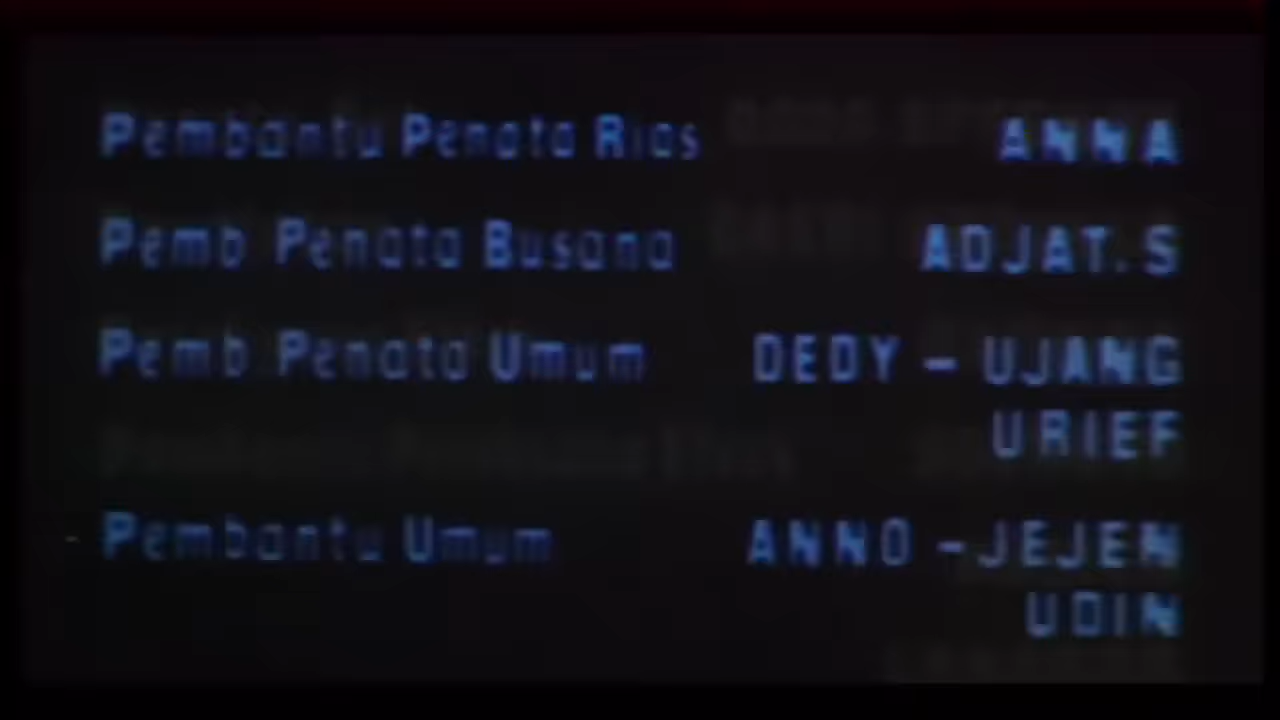 Pembantu Penata Rias ANNA
Pemb Penata Busana ADJAT.S
Pemb Penata Umum DEDY - UJANG
URIEF
Pembantu Umum ANNO - JEJEN
UDIN